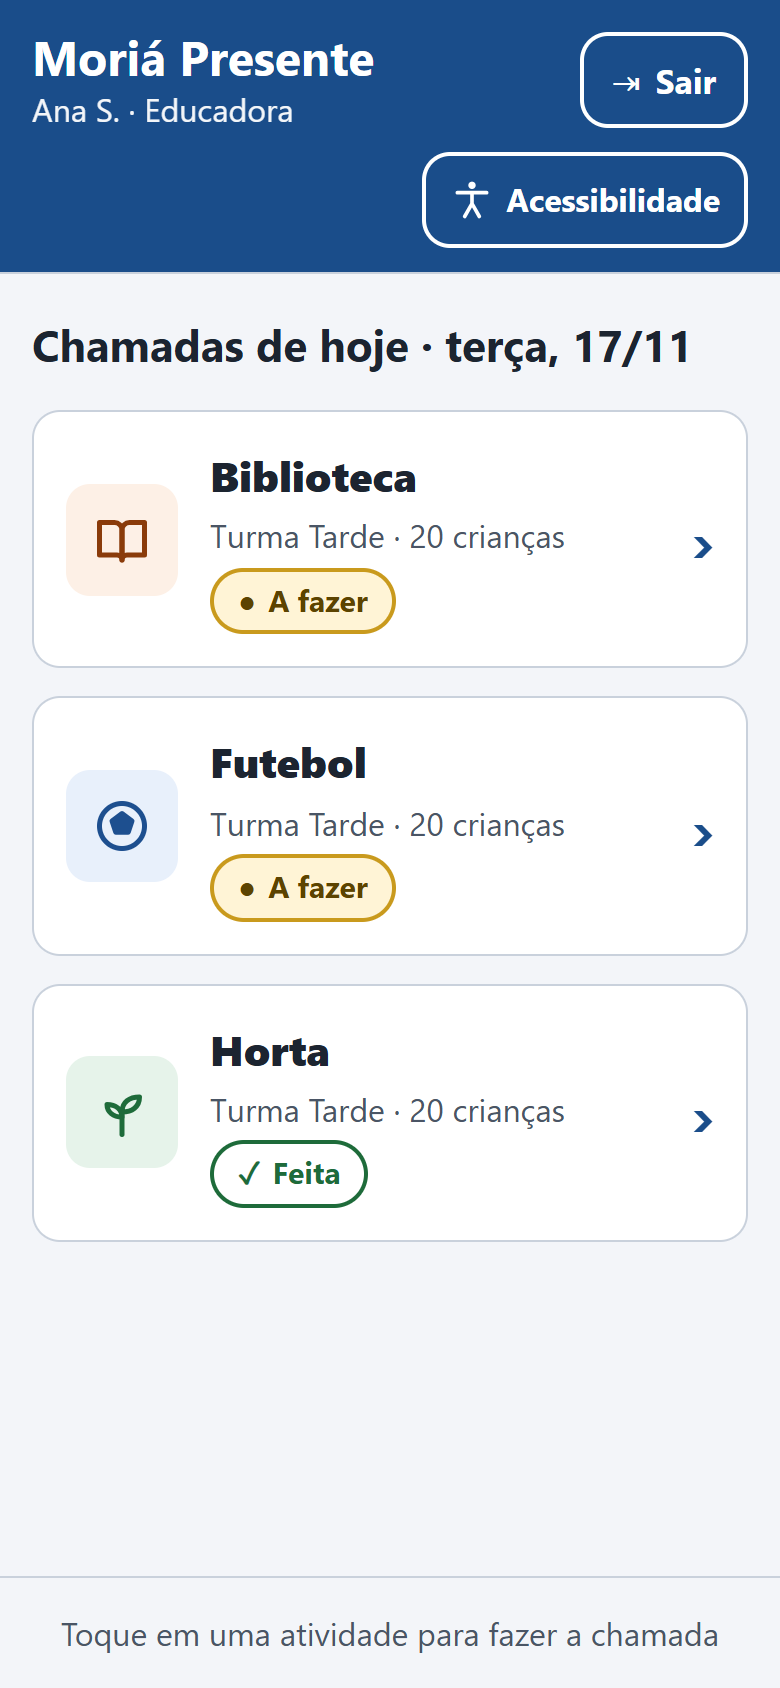 Moriá Presente
Ana S. · Educadora
⇥ Sair
Acessibilidade
Chamadas de hoje · terça, 17/11
Biblioteca
Turma Tarde · 20 crianças
● A fazer
Futebol
Turma Tarde · 20 crianças
● A fazer
Horta
Turma Tarde · 20 crianças
✓ Feita
Toque em uma atividade para fazer a chamada